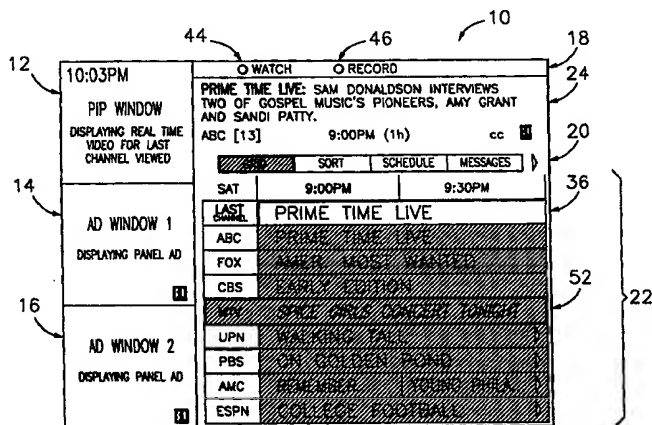 44
46
10
12
18
10:03PM
O WATCH
O RECORD
24
PIP WINDOW
DISPLAYING REAL TIME
VIDEO FOR LAST
CHANNEL VIEWED
PRIME TIME LIVE: SAM DONALDSON INTERVIEWS
TWO OF GOSPEL MUSIC'S PIONEERS, AMY GRANT
AND SANDI PATTY.
ABC [13]
9:00PM (1h)
cc
20
GRID
SORT
SCHEDULE
MESSAGES
14
SAT
9:00PM
9:30PM
36
AD WINDOW 1
DISPLAYING PANEL AD
LAST
CHANNEL
PRIME TIME LIVE
ABC
PRIME TIME LIVE
FOX
AMER. MOST WANTED
CBS
EARLY EDITION
52
22
16
MTV
SPICE GIRLS CONCERT TONIGHT
AD WINDOW 2
DISPLAYING PANEL AD
UPN
WALKING TALL
PBS
ON GOLDEN POND
AMC
REMEMBER
YOUNG PHILA.
ESPN
COLLEGE FOOTBALL